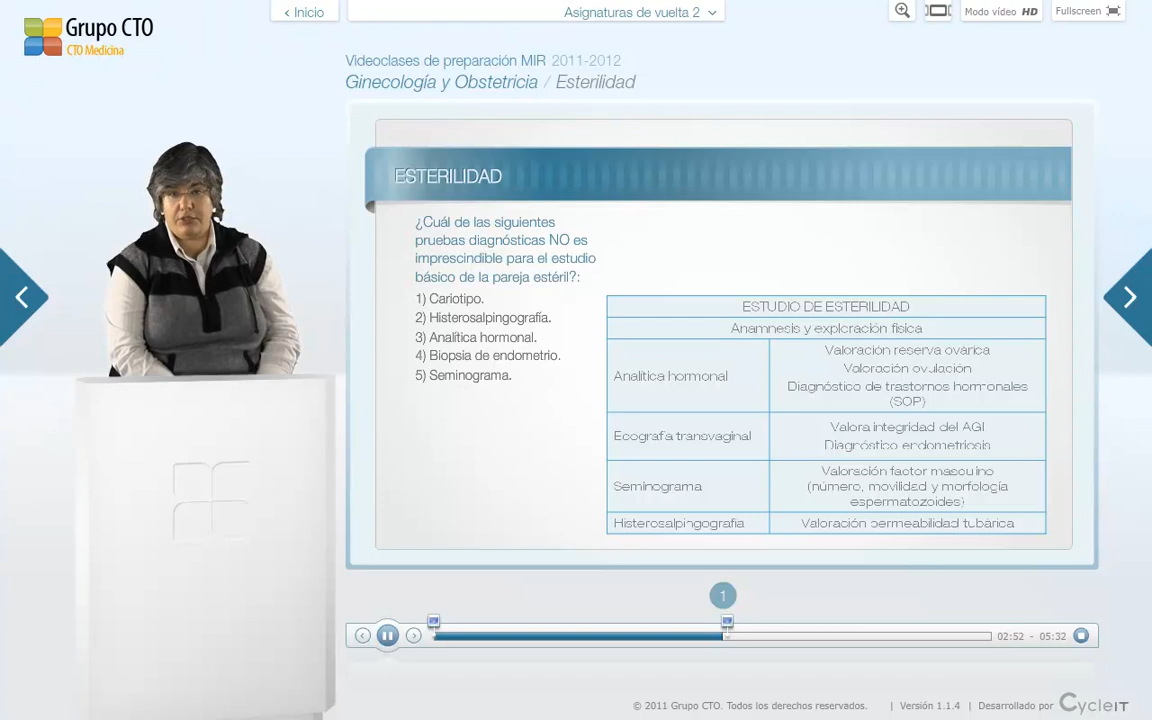 Grupo CTO
CTO Medicina
‹ Inicio
Asignaturas de vuelta 2
Modo vídeo HD
Fullscreen
Videoclases de preparación MIR 2011-2012
Ginecología y Obstetricia / Esterilidad
ESTERILIDAD
¿Cuál de las siguientes
pruebas diagnósticas NO es
imprescindible para el estudio
básico de la pareja estéril?:
1) Cariotipo.
2) Histerosalpingografía.
3) Analítica hormonal.
4) Biopsia de endometrio.
5) Seminograma.
ESTUDIO DE ESTERILIDAD
Anamnesis y exploración física
Analítica hormonal
Valoración reserva ovárica
Valoración ovulación
Diagnóstico de trastornos hormonales
(SOP)
Ecografía transvaginal
Valora integridad del AGI
Diagnóstico endometriosis
Seminograma
Valoración factor masculino
(número, movilidad y morfología
espermatozoides)
Histerosalpingografía
Valoración permeabilidad tubárica
1
02:52 - 05:32
© 2011 Grupo CTO. Todos los derechos reservados. | Versión 1.1.4 | Desarrollado por CycleIT